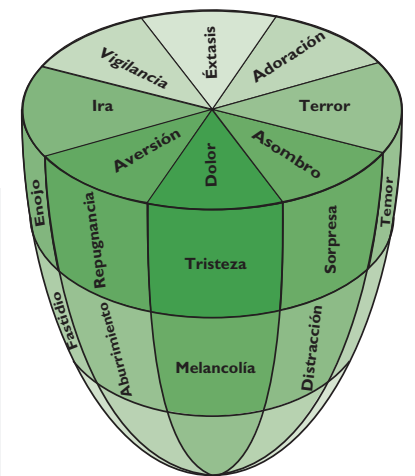 Vigilancia
Éxtasis
Adoración
Ira
Terror
Aversión
Dolor
Asombro
Enojo
Repugnancia
Tristeza
Sorpresa
Temor
Fastidio
Aburrimiento
Melancolía
Distracción